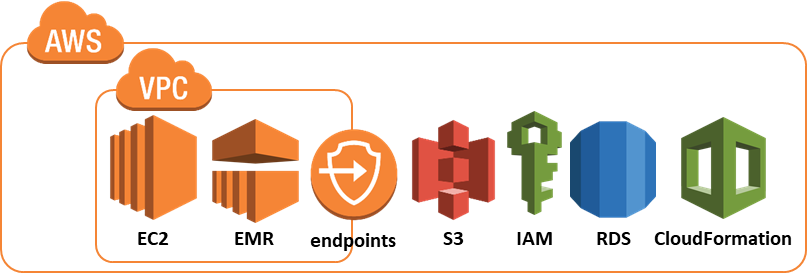 AWS
VPC
EC2 EMR endpoints S3 IAM RDS CloudFormation